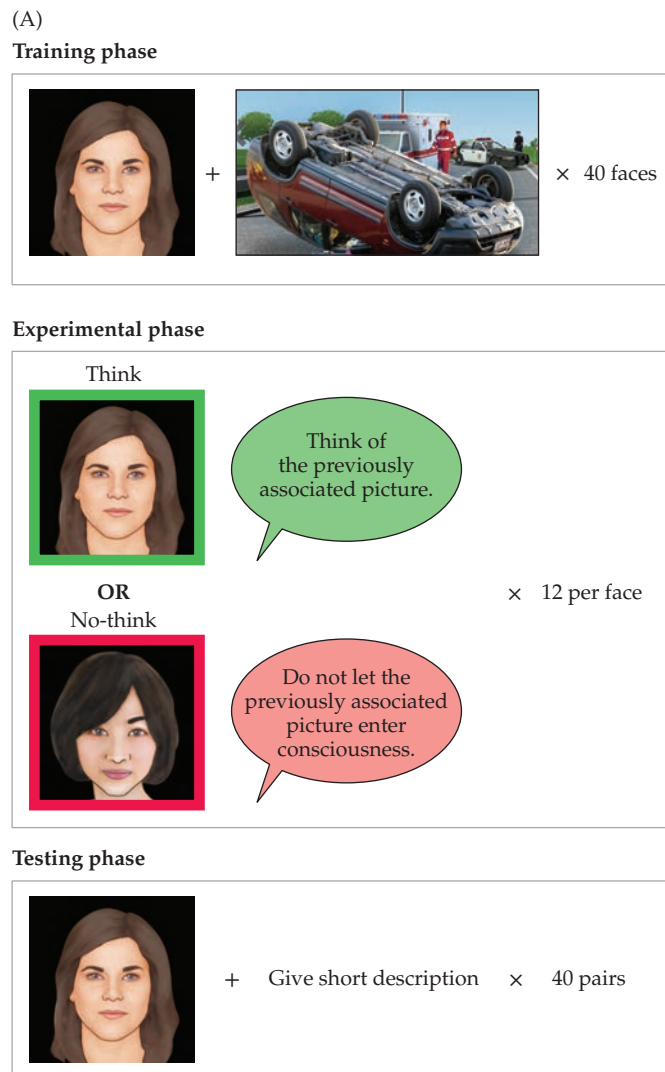 (A)
Training phase
+
× 40 faces
Experimental phase
Think
Think of
the previously
associated picture.
OR
× 12 per face
No-think
Do not let the
previously associated
picture enter
consciousness.
Testing phase
+ Give short description × 40 pairs